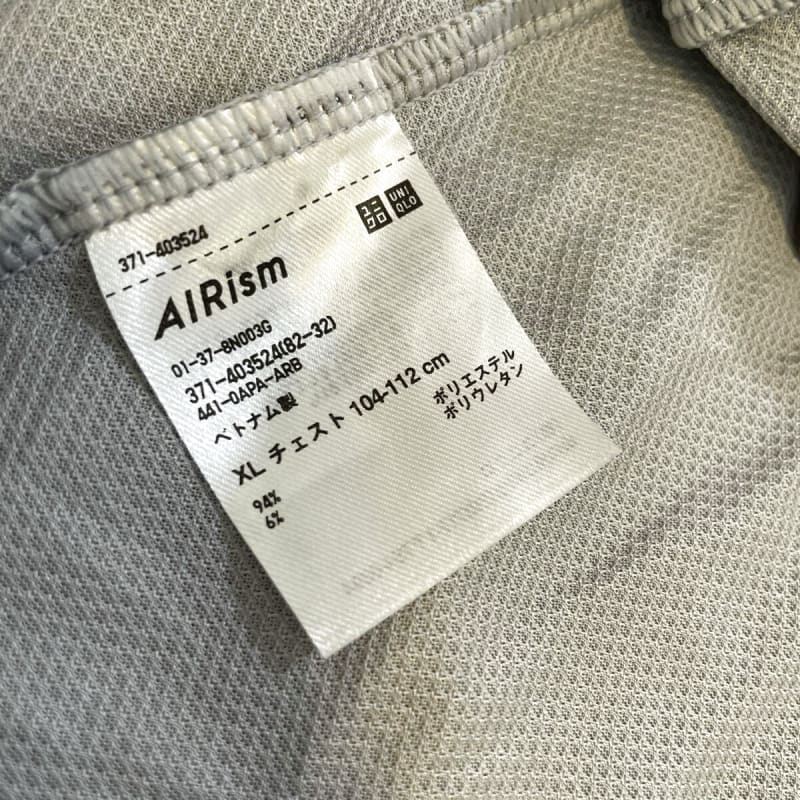 371-403524
ユニ
クロ
UNI
QLO
AIRism
01-37-8N003G
371-403524(82-32)
441-0APA-ARB
ベトナム製
XL チェスト 104-112 cm
ポリエステル
ポリウレタン
94%
6%